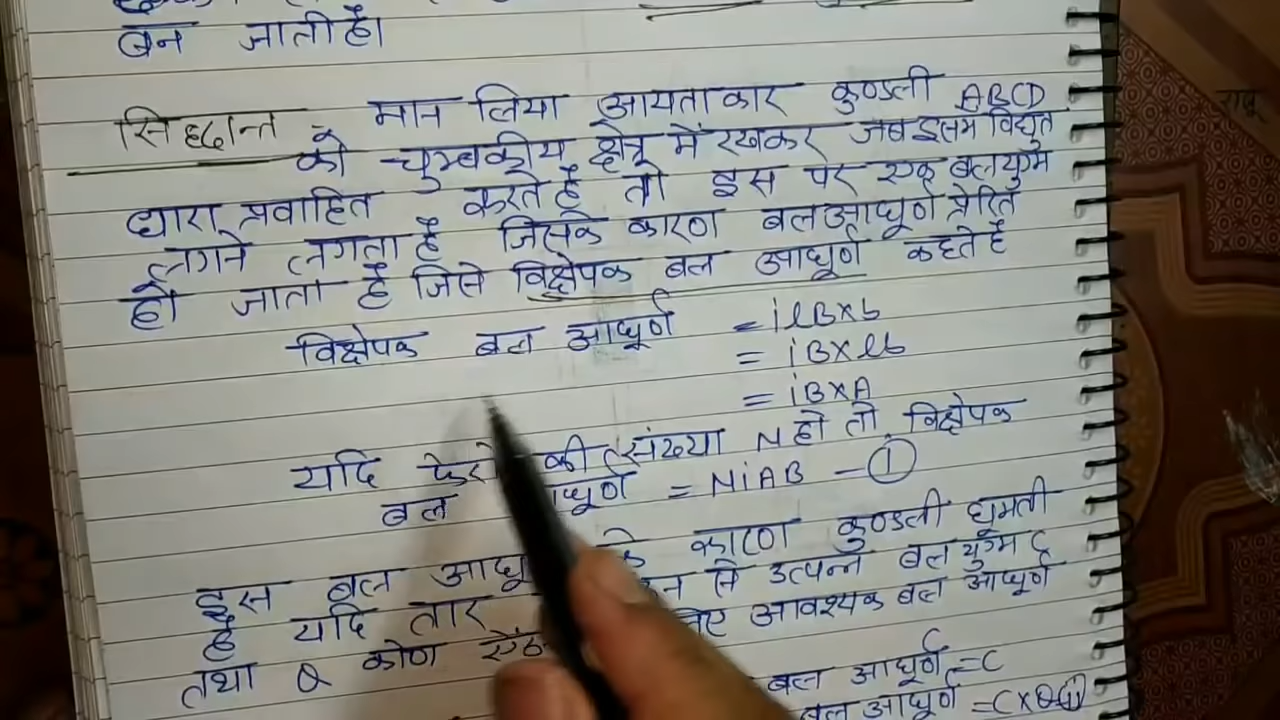 बन जाती है।
सिद्धान्त = मान लिया आयताकार कुण्डली ABCD
को चुम्बकीय क्षेत्र में रखकर जब इसमें विद्युत
धारा प्रवाहित करते हैं तो इस पर एक बलयुग्म
लगने लगता है जिसके कारण बल आघूर्ण प्रेरित
हो जाता है जिसे विक्षेपक बल आघूर्ण कहते है
विक्षेपक बल आघूर्ण = ilB×b
= iB×lb
= iB×A
यदि की संख्या N हो तो विक्षेपक
बल = NiAB - ①
इस बल कारण कुण्डली घूमती
है यदि तार से उत्पन्न बल युग्म C
तथा कोण आवश्यक बल आघूर्ण
बल आघूर्ण = C
बल आघूर्ण = C×θ